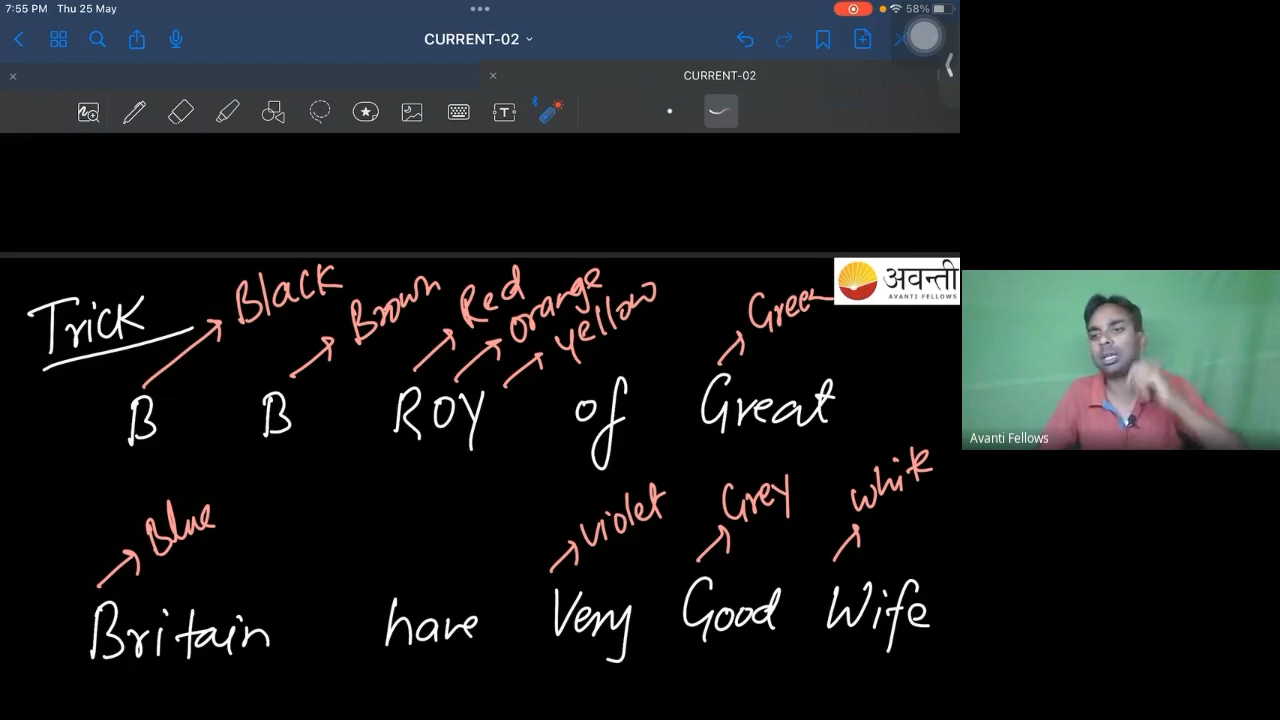 7:55 PM Thu 25 May
58%
CURRENT-02
CURRENT-02
अवन्ती
AVANTI FELLOWS
Trick
Black
Brown
Red
Orange
Yellow
Green
B B ROY of Great
Blue
Violet
Grey
White
Britain have Very Good Wife
Avanti Fellows